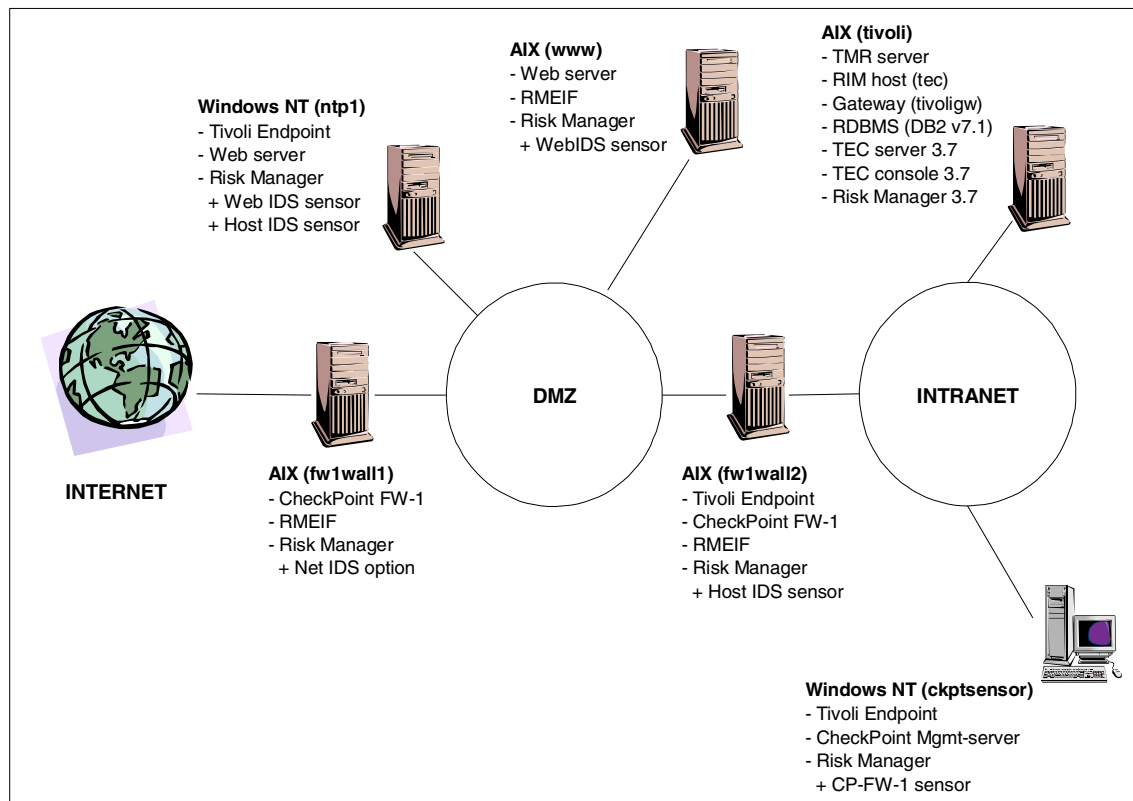 AIX (tivoli)
- TMR server
- RIM host (tec)
- Gateway (tivoligw)
- RDBMS (DB2 v7.1)
- TEC server 3.7
- TEC console 3.7
- Risk Manager 3.7
AIX (www)
- Web server
- RMEIF
- Risk Manager
+ WebIDS sensor
Windows NT (ntp1)
- Tivoli Endpoint
- Web server
- Risk Manager
+ Web IDS sensor
+ Host IDS sensor
DMZ
INTRANET
INTERNET
AIX (fw1wall1)
- CheckPoint FW-1
- RMEIF
- Risk Manager
+ Net IDS option
AIX (fw1wall2)
- Tivoli Endpoint
- CheckPoint FW-1
- RMEIF
- Risk Manager
+ Host IDS sensor
Windows NT (ckptsensor)
- Tivoli Endpoint
- CheckPoint Mgmt-server
- Risk Manager
+ CP-FW-1 sensor